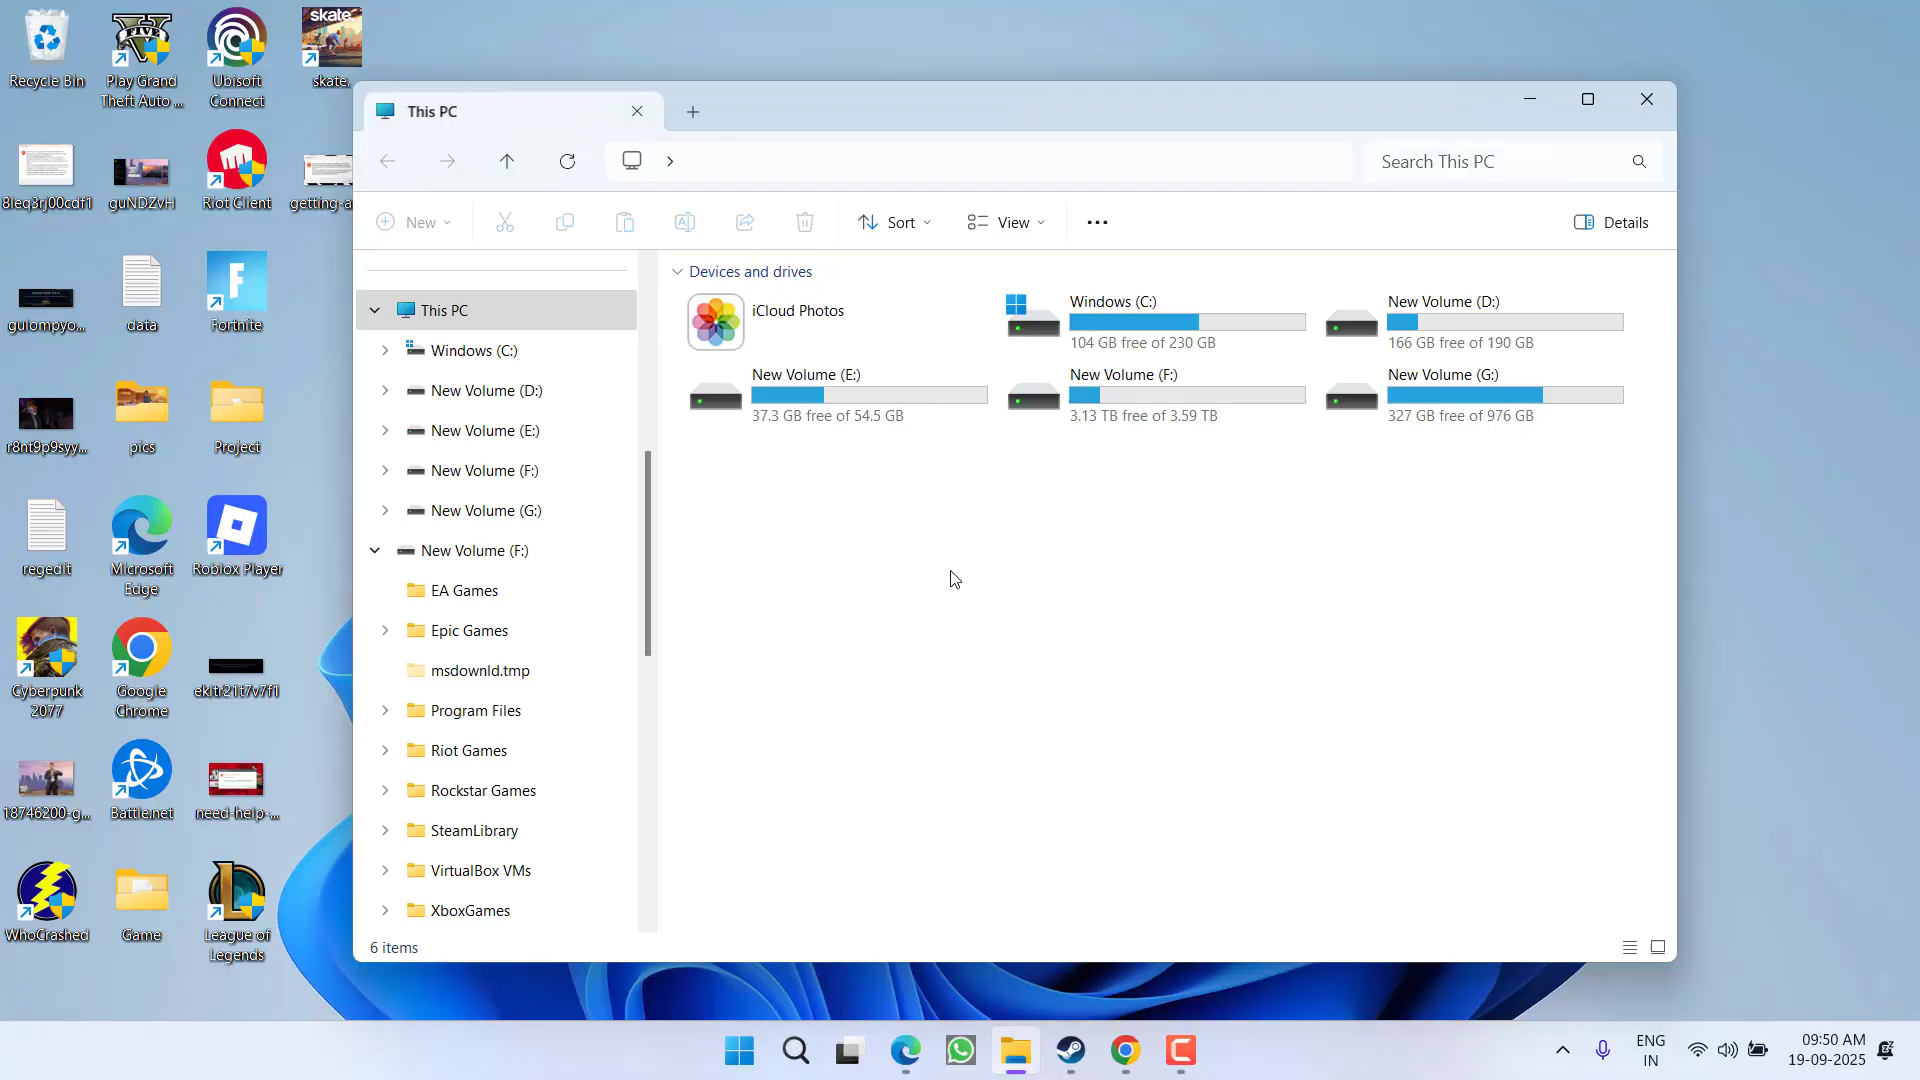 Recycle Bin
Play Grand
Theft Auto ...
Ubisoft
Connect
skate
skate.
8leq3rj00cdf1
guNDZvH
Riot Client
getting-a
guiompyo...
data
Fortnite
r8nt9p9syy...
pics
Project
regedit
Microsoft
Edge
Roblox Player
Cyberpunk
2077
Google
Chrome
ekltr21t7v7f1
18746200-g...
Battle.net
need-help-...
WhoCrashed
Game
League of
Legends
This PC
Search This PC
New
Sort
View
Details
This PC
Windows (C:)
New Volume (D:)
New Volume (E:)
New Volume (F:)
New Volume (G:)
New Volume (F:)
EA Games
Epic Games
msdownld.tmp
Program Files
Riot Games
Rockstar Games
SteamLibrary
VirtualBox VMs
XboxGames
Devices and drives
iCloud Photos
Windows (C:)
104 GB free of 230 GB
New Volume (D:)
166 GB free of 190 GB
New Volume (E:)
37.3 GB free of 54.5 GB
New Volume (F:)
3.13 TB free of 3.59 TB
New Volume (G:)
327 GB free of 976 GB
6 items
ENG
IN
09:50 AM
19-09-2025